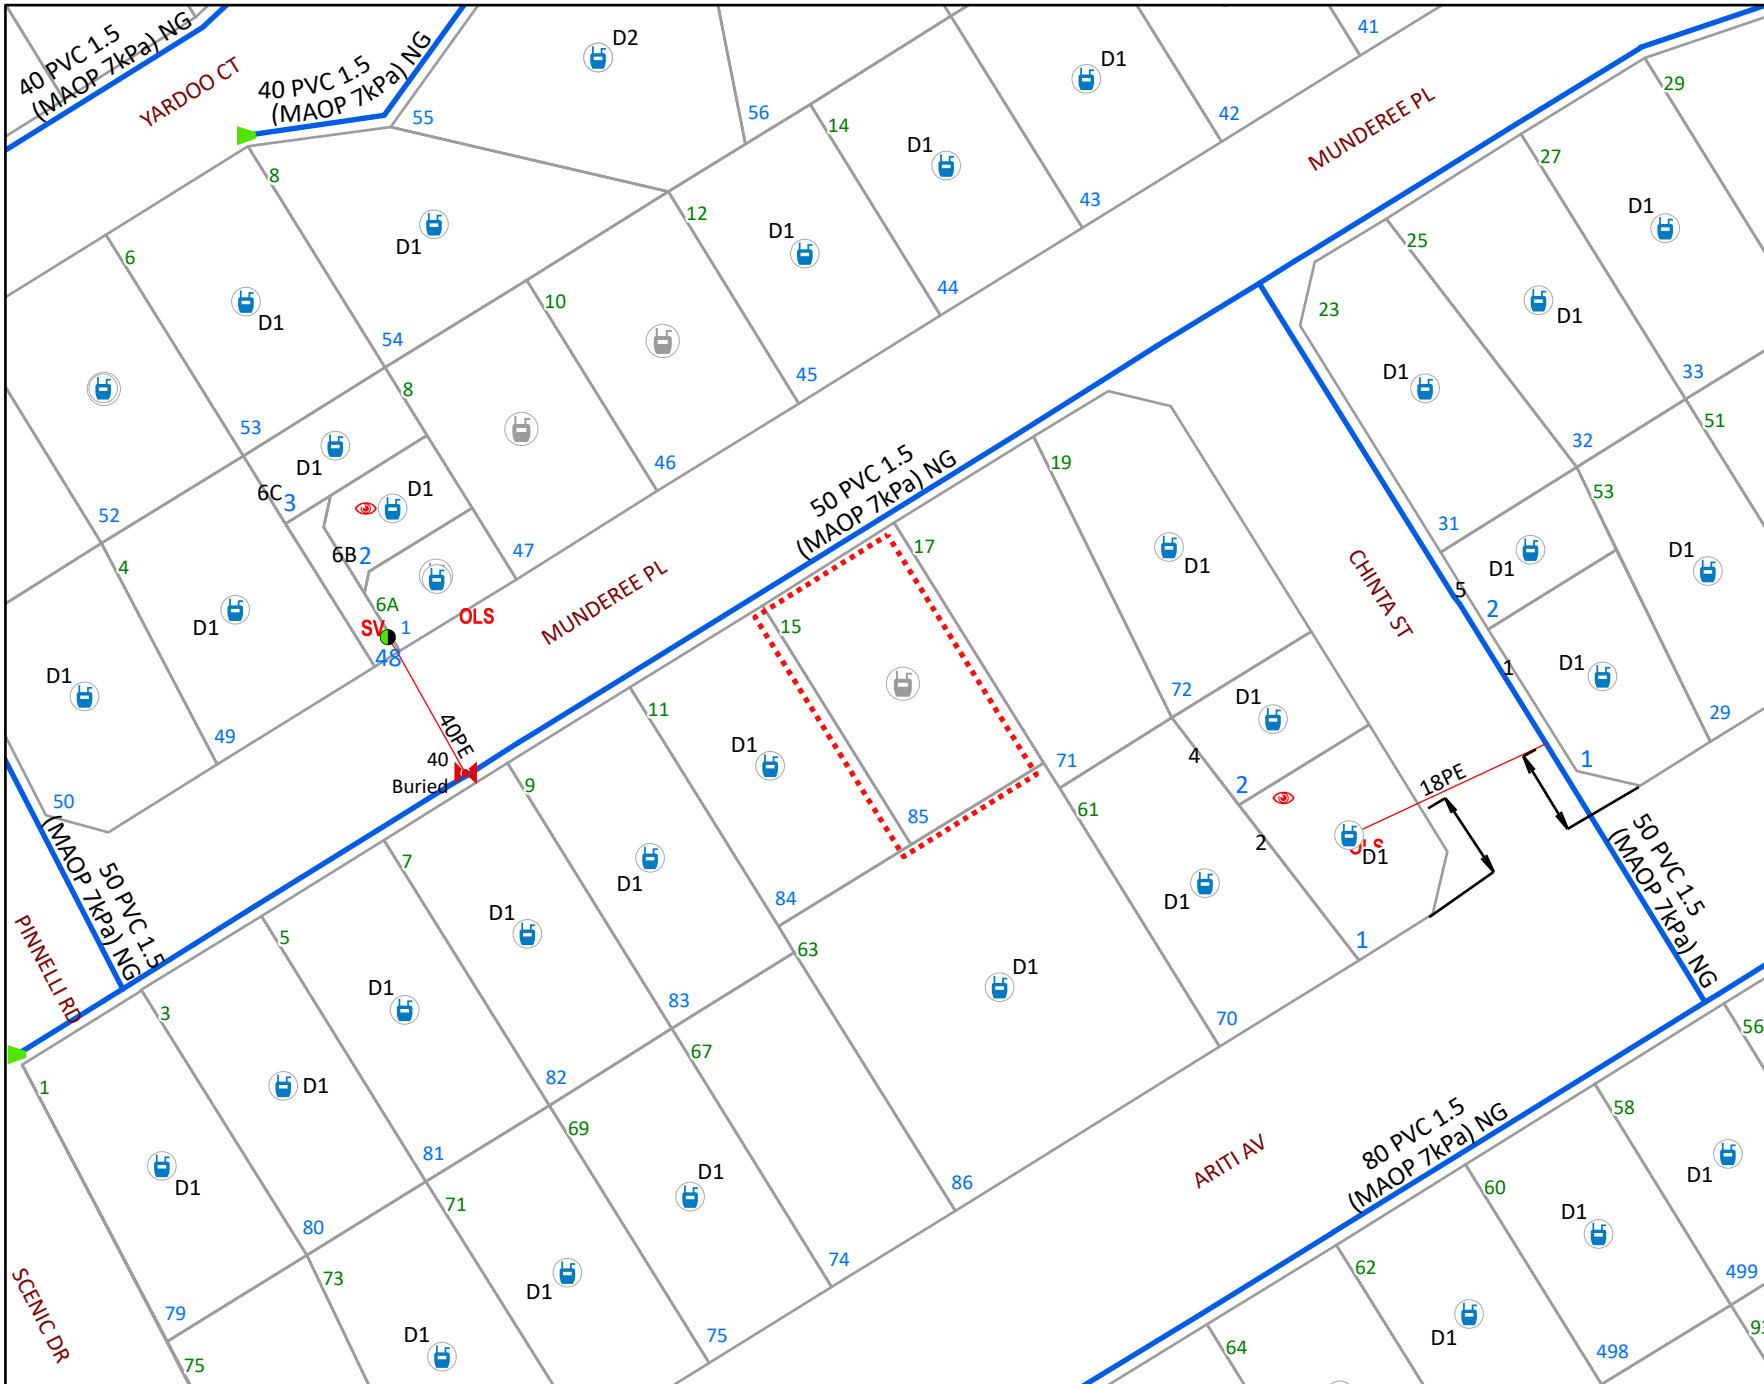 40 PVC 1.5
(MAOP 7kPa) NG
YARDOO CT
40 PVC 1.5
(MAOP 7kPa) NG
55
D2
56
14
D1
41
42
MUNDEREE PL
29
27
D1
8
D1
12
D1
D1
43
25
6
D1
10
44
23
D1
54
45
D1
33
8
53
D1
6C
3
D1
46
50 PVC 1.5
(MAOP 7kPa) NG
19
32
51
52
6B
2
47
17
D1
31
53
D1
4
D1
6A
SV
1
48
OLS
MUNDEREE PL
15
CHINTA ST
D1
5
2
D1
49
40PE
40
Buried
11
D1
72
D1
1
D1
29
50
9
71
4
2
18PE
1
50 PVC 1.5
(MAOP 7kPa) NG
85
61
2
OLS
D1
50 PVC 1.5
(MAOP 7kPa) NG
7
D1
84
D1
1
PINNELLI RD
5
D1
63
D1
3
D1
83
70
56
1
D1
82
67
58
80 PVC 1.5
(MAOP 7kPa) NG
D1
81
69
D1
86
ARITI AV
60
D1
D1
80
71
74
62
499
SCENIC DR
79
73
D1
75
64
D1
498
93
75
D1